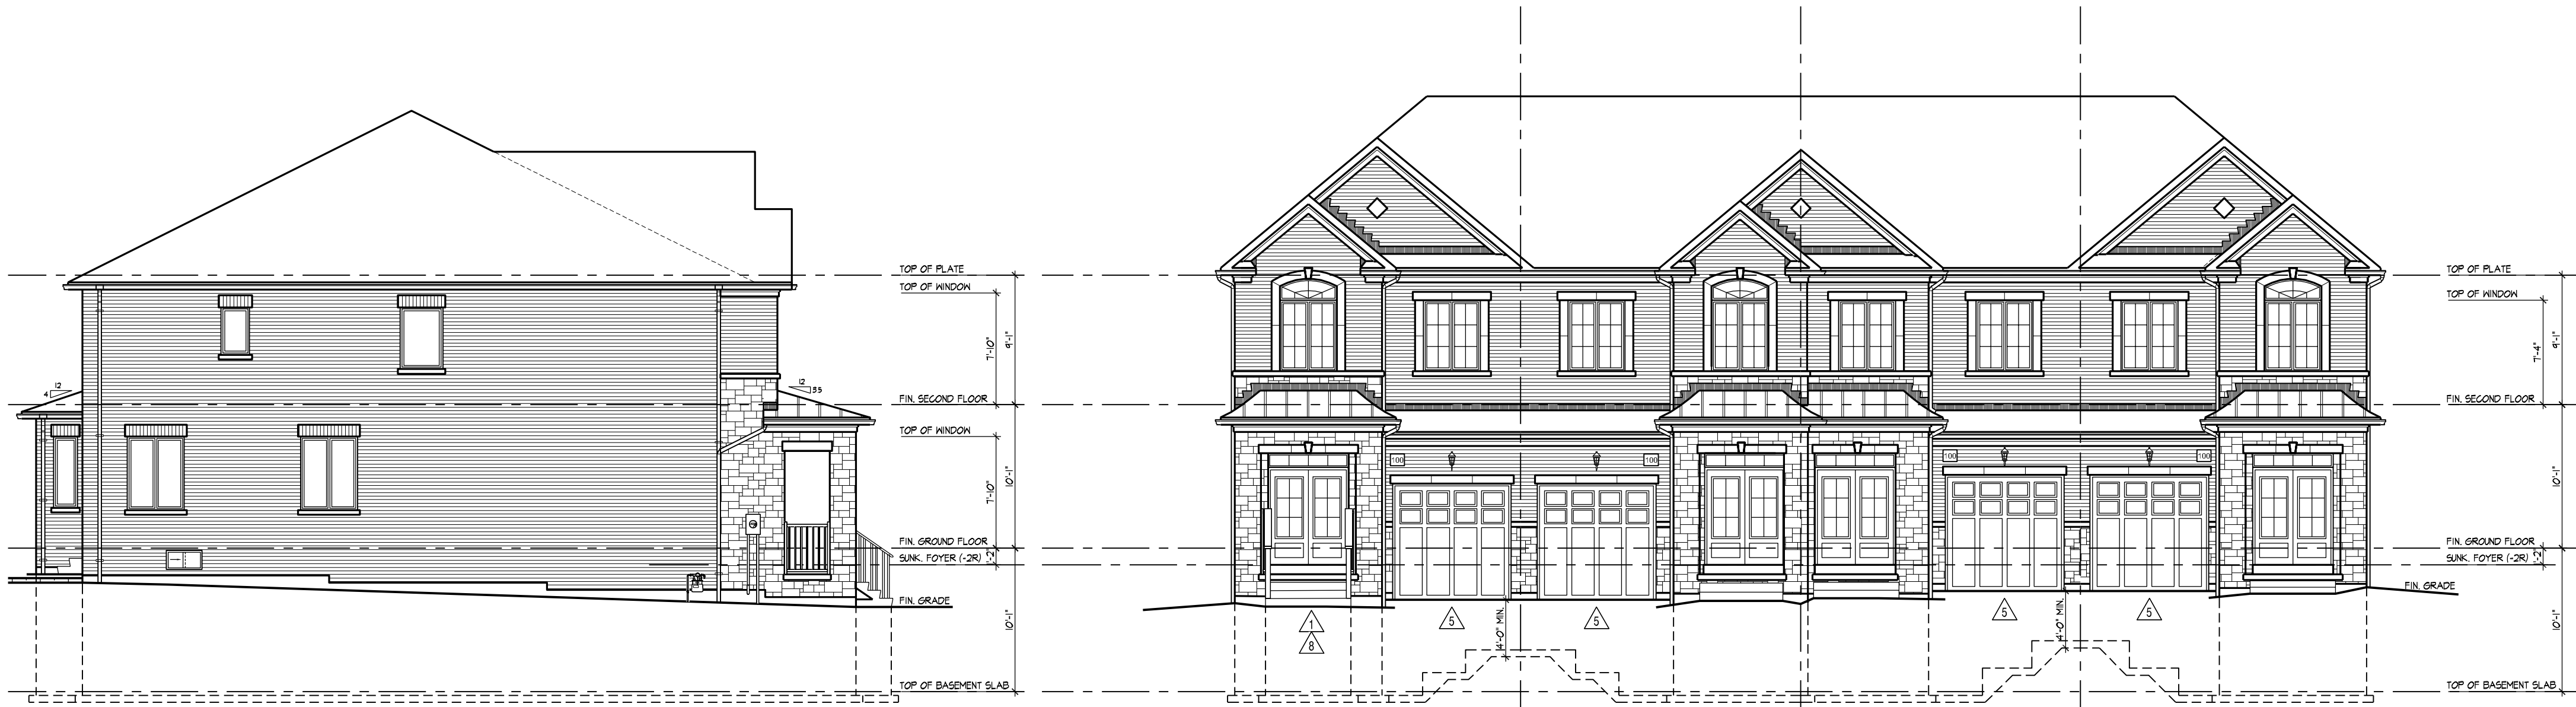 TOP OF PLATE
TOP OF WINDOW
7'-10"
9'-1"
12
4
12
3.5
FIN. SECOND FLOOR
TOP OF WINDOW
7'-10"
10'-1"
FIN. GROUND FLOOR
SUNK. FOYER (-2R)
1'-2"
FIN. GRADE
10'-1"
TOP OF BASEMENT SLAB
100
100
100
100
1
8
5
5
5
5
4'-0" MIN.
4'-0" MIN.
TOP OF PLATE
TOP OF WINDOW
7'-4"
9'-1"
FIN. SECOND FLOOR
10'-1"
FIN. GROUND FLOOR
SUNK. FOYER (-2R)
1'-2"
FIN. GRADE
10'-1"
TOP OF BASEMENT SLAB